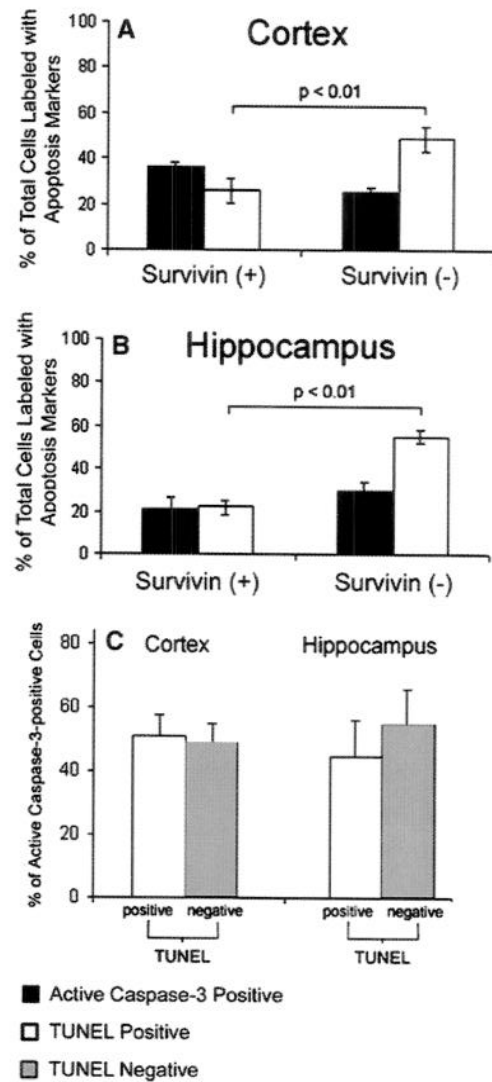 A
Cortex
% of Total Cells Labeled with
Apoptosis Markers
100
80
60
40
20
0
p < 0.01
Survivin (+)
Survivin (-)
B
Hippocampus
% of Total Cells Labeled with
Apoptosis Markers
100
80
60
40
20
0
p < 0.01
Survivin (+)
Survivin (-)
C
Cortex
Hippocampus
% of Active Caspase-3-positive Cells
80
60
40
20
0
positive negative
TUNEL
positive negative
TUNEL
Active Caspase-3 Positive
TUNEL Positive
TUNEL Negative